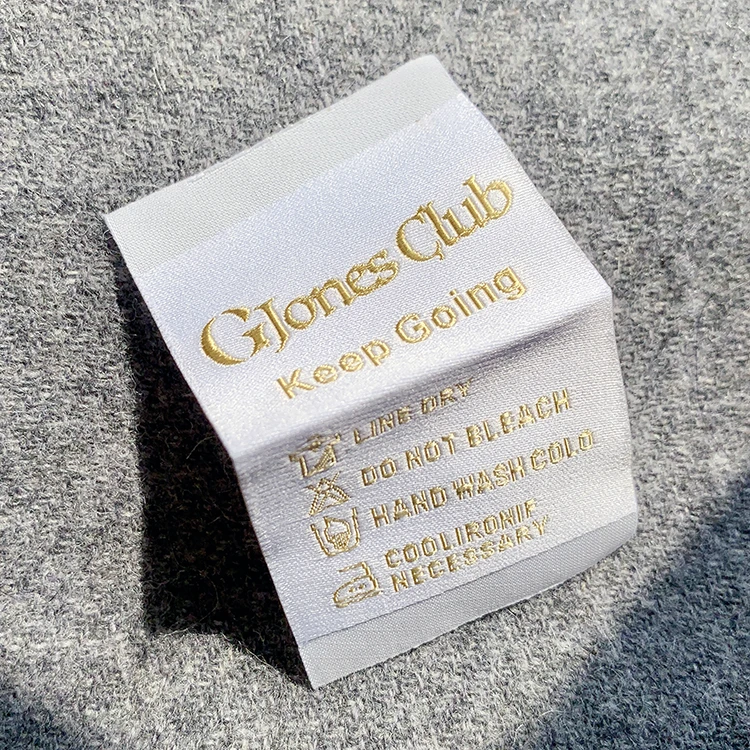 GJones Club
Keep Going
LINE DRY
DO NOT BLEACH
HAND WASH COLD
COOLIRONIF
NECESSARY